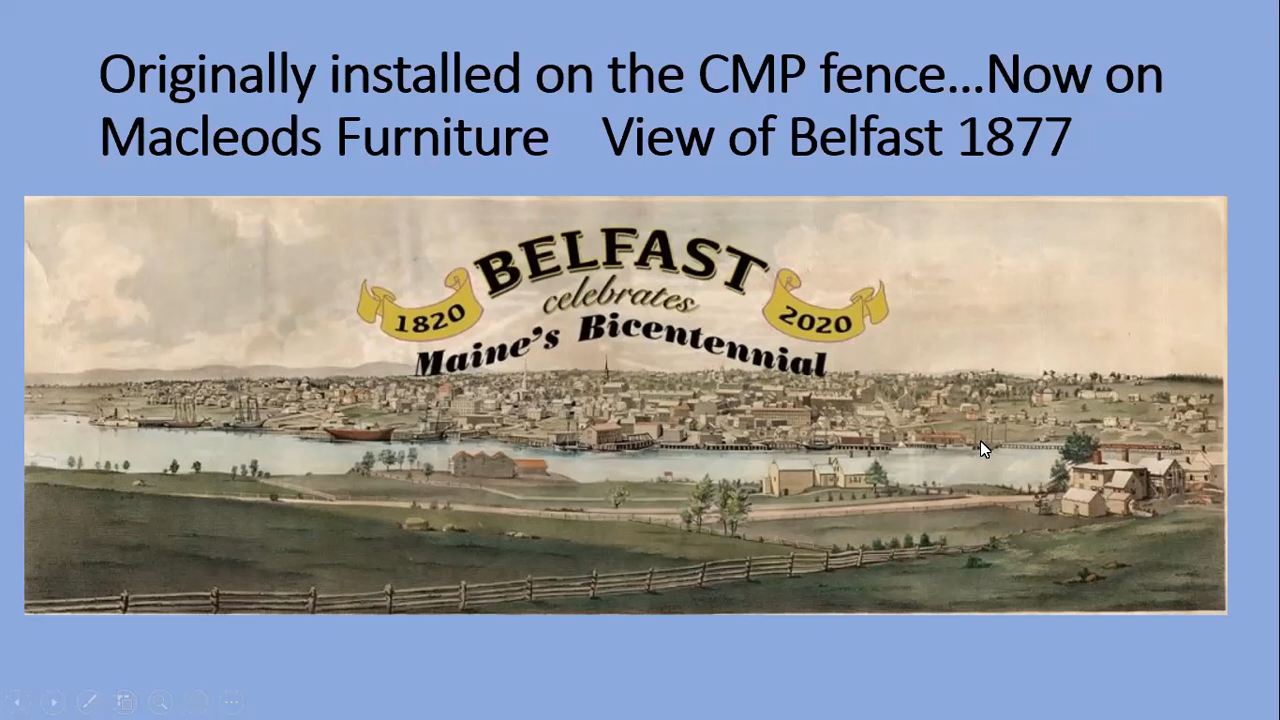 Originally installed on the CMP fence...Now on
Macleods Furniture View of Belfast 1877
BELFAST
celebrates
1820
2020
Maine's Bicentennial